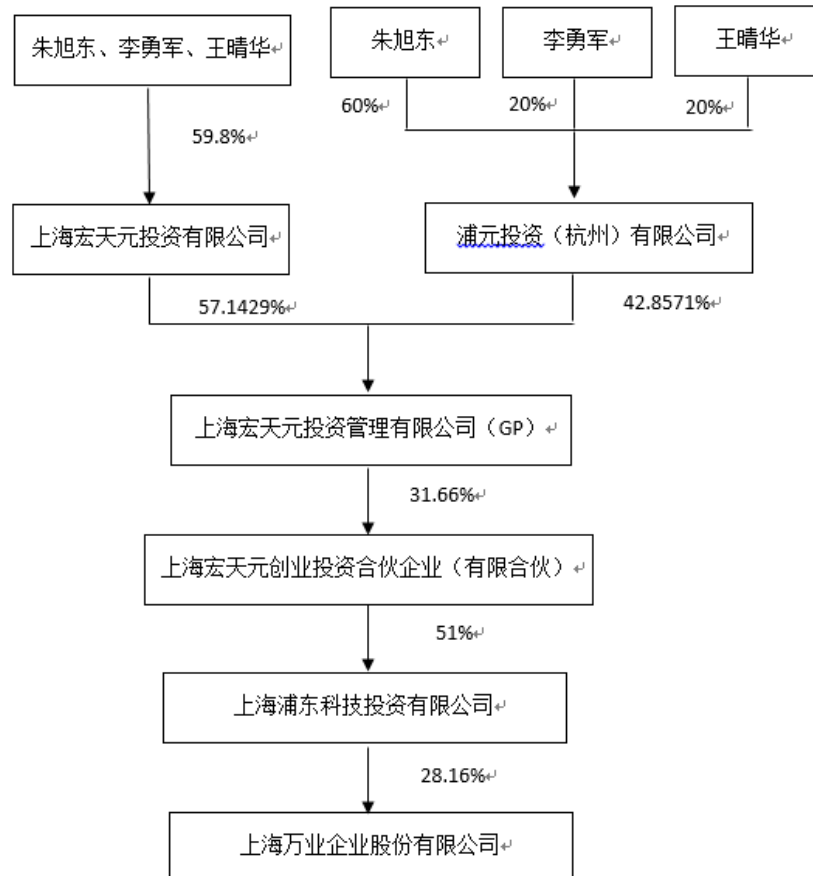 朱旭东、李勇军、王晴华
朱旭东
李勇军
王晴华
60%
20%
20%
59.8%
上海宏天元投资有限公司
浦元投资（杭州）有限公司
57.1429%
42.8571%
上海宏天元投资管理有限公司（GP）
31.66%
上海宏天元创业投资合伙企业（有限合伙）
51%
上海浦东科技投资有限公司
28.16%
上海万业企业股份有限公司